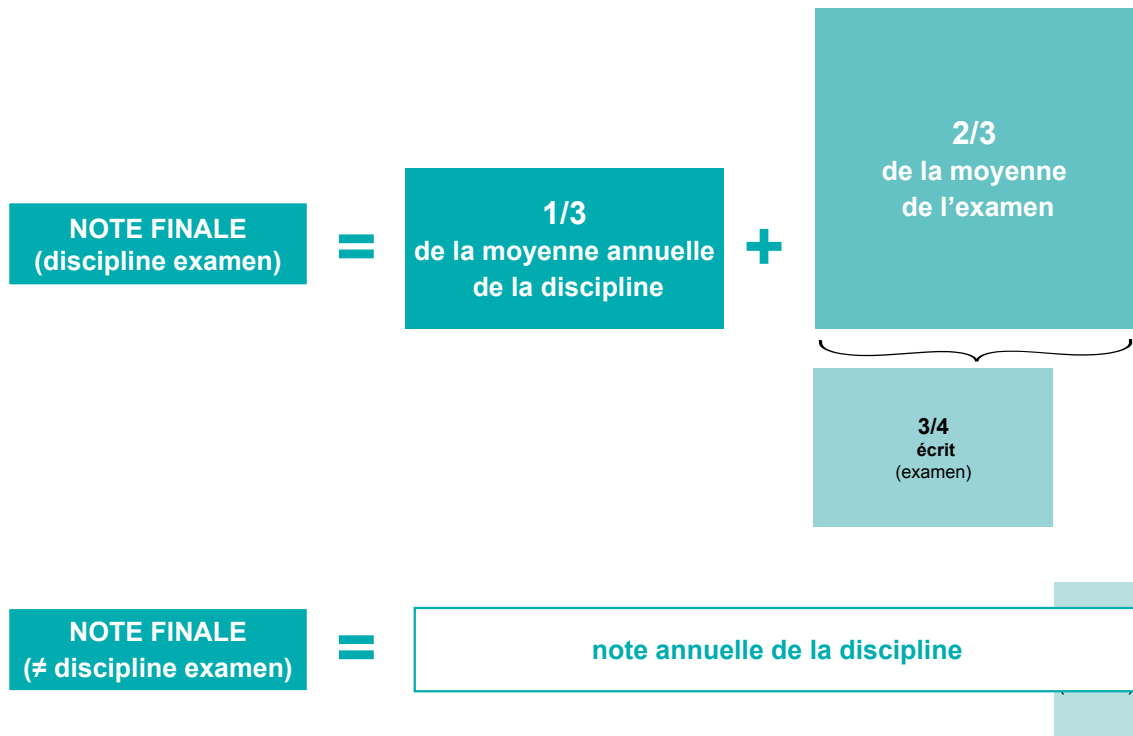 NOTE FINALE
(discipline examen)
=
1/3
de la moyenne annuelle
de la discipline
+
2/3
de la moyenne
de l’examen
3/4
écrit
(examen)
NOTE FINALE
(≠ discipline examen)
=
note annuelle de la discipline